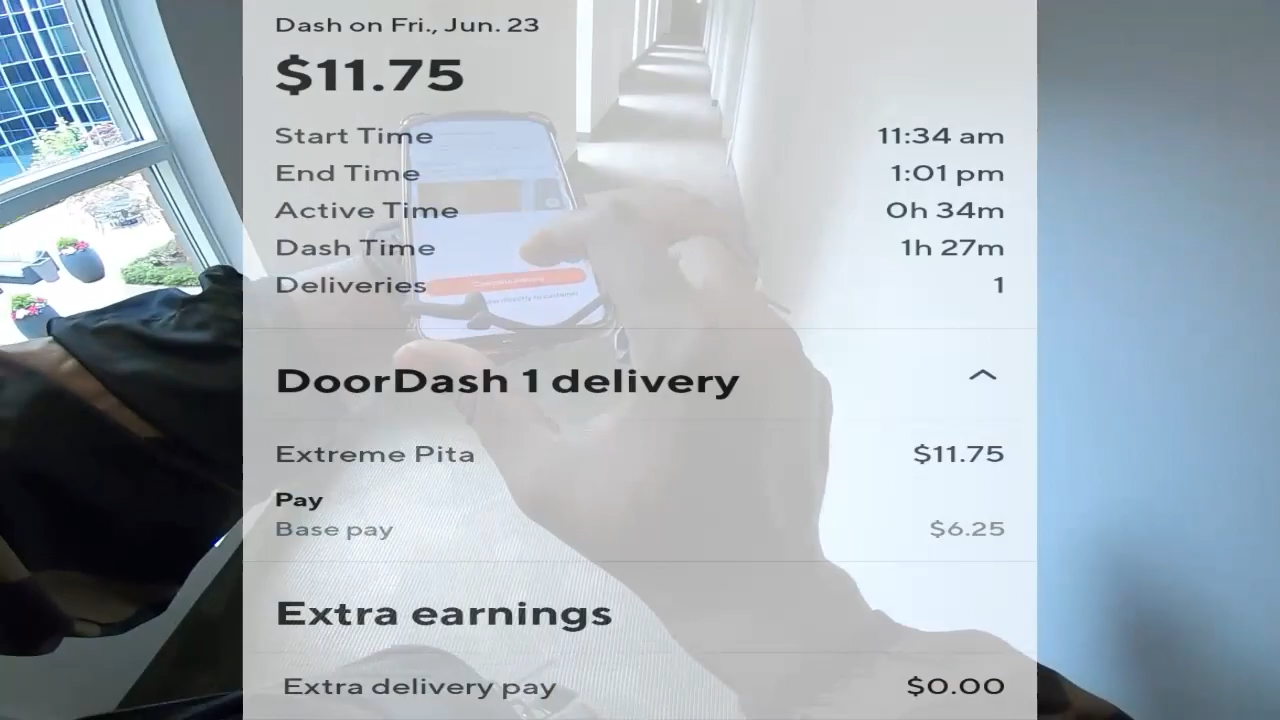 Dash on Fri., Jun. 23
$11.75
Start Time 11:34 am
End Time 1:01 pm
Active Time 0h 34m
Dash Time 1h 27m
Deliveries 1
DoorDash 1 delivery
Extreme Pita $11.75
Pay
Base pay $6.25
Extra earnings
Extra delivery pay $0.00